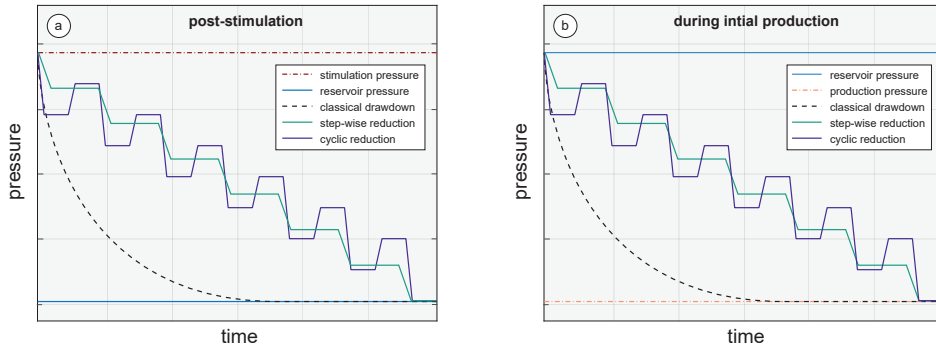 a
post-stimulation
stimulation pressure
reservoir pressure
classical drawdown
step-wise reduction
cyclic reduction
pressure
time
b
during intial production
reservoir pressure
production pressure
classical drawdown
step-wise reduction
cyclic reduction
pressure
time